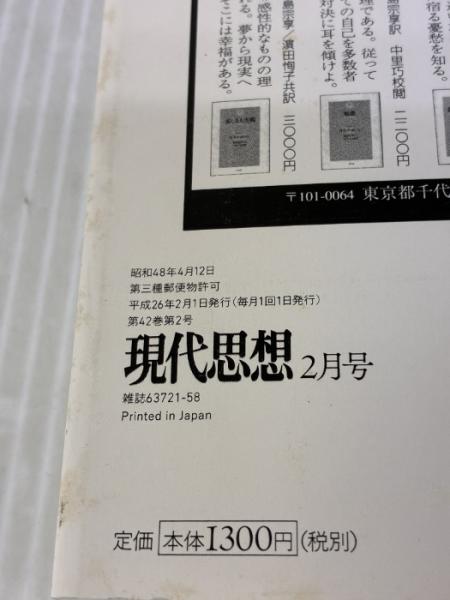 島宗享／濵田恂子共訳 三〇〇〇円
感性的なものの理
る。夢から現実へ
そこには幸福がある。
島宗享訳 中里巧校閲 二二〇〇円
理である。従って
ての自己を多数者
対決に耳を傾けよ。
宿る憂愁を知る。
〒101-0064 東京都千代
昭和48年4月12日
第三種郵便物許可
平成26年2月1日発行(毎月1回1日発行)
第42巻第2号
現代思想 2月号
雑誌63721-58
Printed in Japan
定価 本体1300円 (税別)